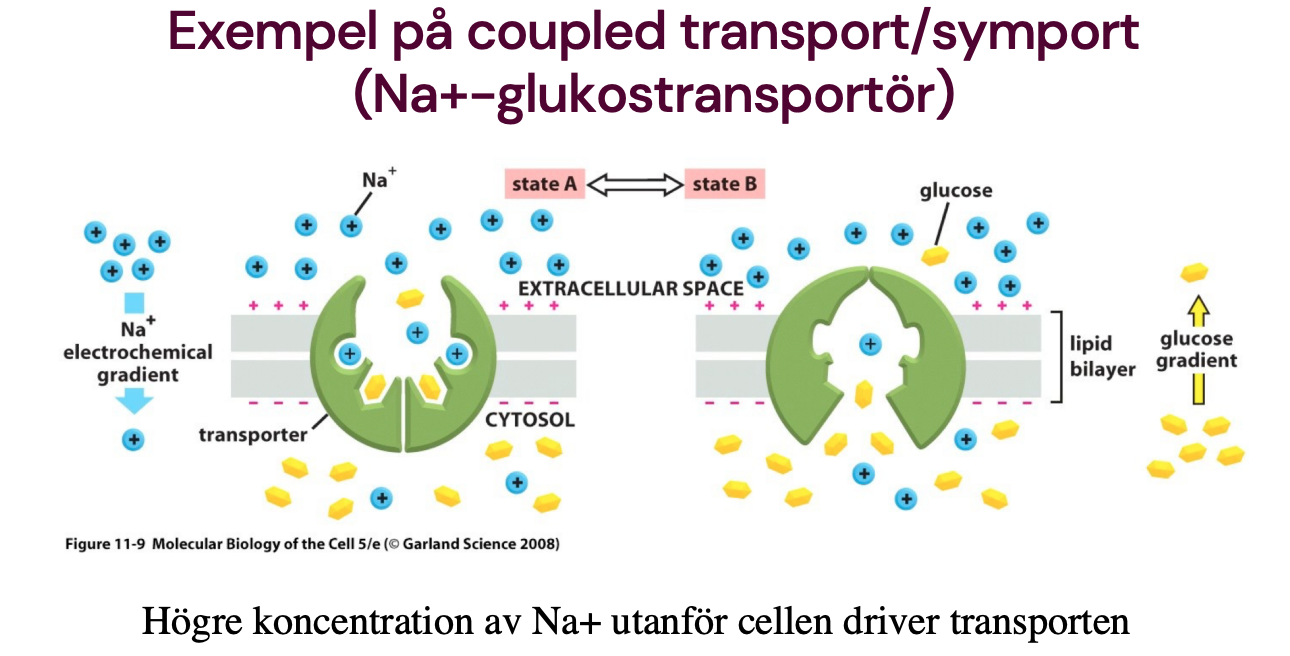 Exempel på coupled transport/symport
(Na+-glukostransportör)
Na+
state A
state B
glucose
EXTRACELLULAR SPACE
Na+
electrochemical
gradient
lipid
bilayer
glucose
gradient
transporter
CYTOSOL
Figure 11-9 Molecular Biology of the Cell 5/e (© Garland Science 2008)
Högre koncentration av Na+ utanför cellen driver transporten